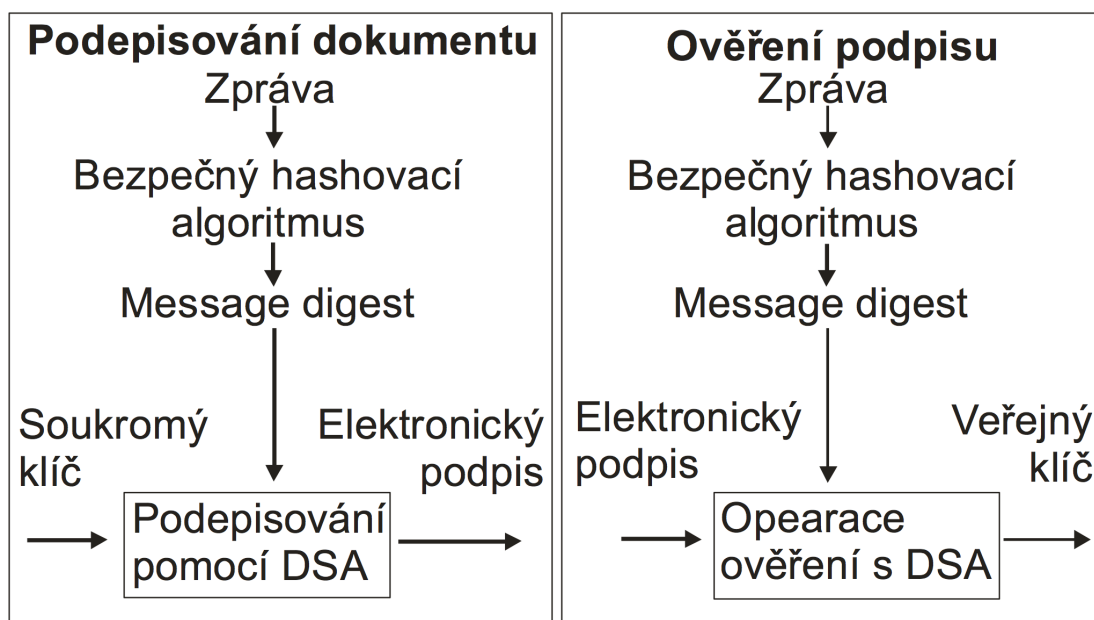 Podepisování dokumentu
Zpráva
Bezpečný hashovací
algoritmus
Message digest
Soukromý
klíč
Elektronický
podpis
Podepisování
pomocí DSA
Ověření podpisu
Zpráva
Bezpečný hashovací
algoritmus
Message digest
Elektronický
podpis
Veřejný
klíč
Opearace
ověření s DSA